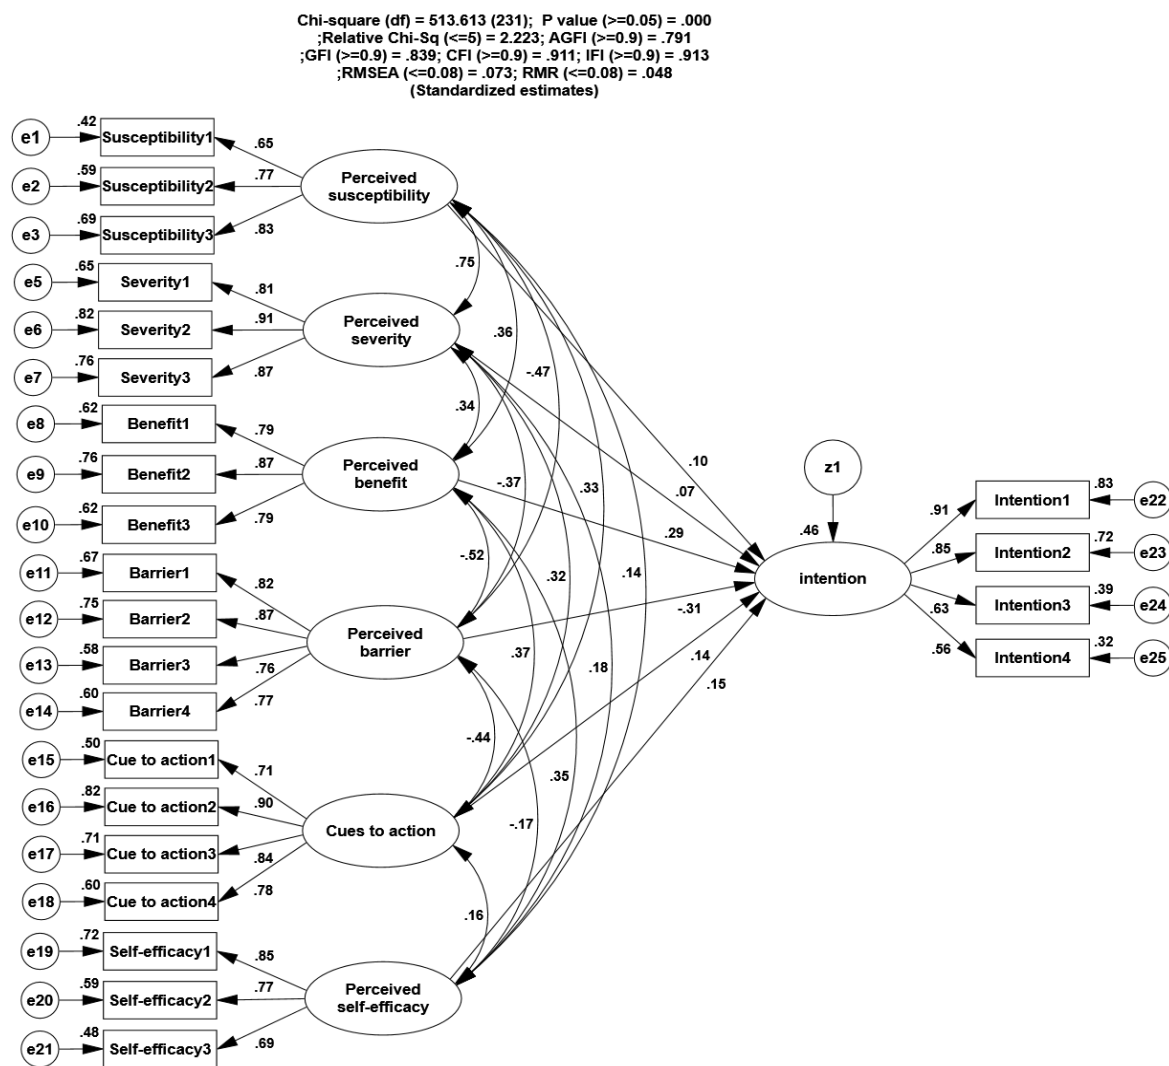 Chi-square (df) = 513.613 (231); P value (>=0.05) = .000
;Relative Chi-Sq (<=5) = 2.223; AGFI (>=0.9) = .791
;GFI (>=0.9) = .839; CFI (>=0.9) = .911; IFI (>=0.9) = .913
;RMSEA (<=0.08) = .073; RMR (<=0.08) = .048
(Standardized estimates)
e1
.42
Susceptibility1
.65
e2
.59
Susceptibility2
.77
e3
.69
Susceptibility3
.83
Perceived
susceptibility
e5
.65
Severity1
.81
e6
.82
Severity2
.91
e7
.76
Severity3
.87
Perceived
severity
e8
.62
Benefit1
.79
e9
.76
Benefit2
.87
e10
.62
Benefit3
.79
Perceived
benefit
e11
.67
Barrier1
.82
e12
.75
Barrier2
.87
e13
.58
Barrier3
.76
e14
.60
Barrier4
.77
Perceived
barrier
e15
.50
Cue to action1
.71
e16
.82
Cue to action2
.90
e17
.71
Cue to action3
.84
e18
.60
Cue to action4
.78
Cues to action
e19
.72
Self-efficacy1
.85
e20
.59
Self-efficacy2
.77
e21
.48
Self-efficacy3
.69
Perceived
self-efficacy
.75
.36
-.47
.34
-.37
.33
-.52
.32
.14
.37
.18
-.44
.35
-.17
.16
.10
.07
.29
-.31
.14
.15
z1
.46
intention
.91
Intention1
.83
e22
.85
Intention2
.72
e23
.63
Intention3
.39
e24
.56
Intention4
.32
e25